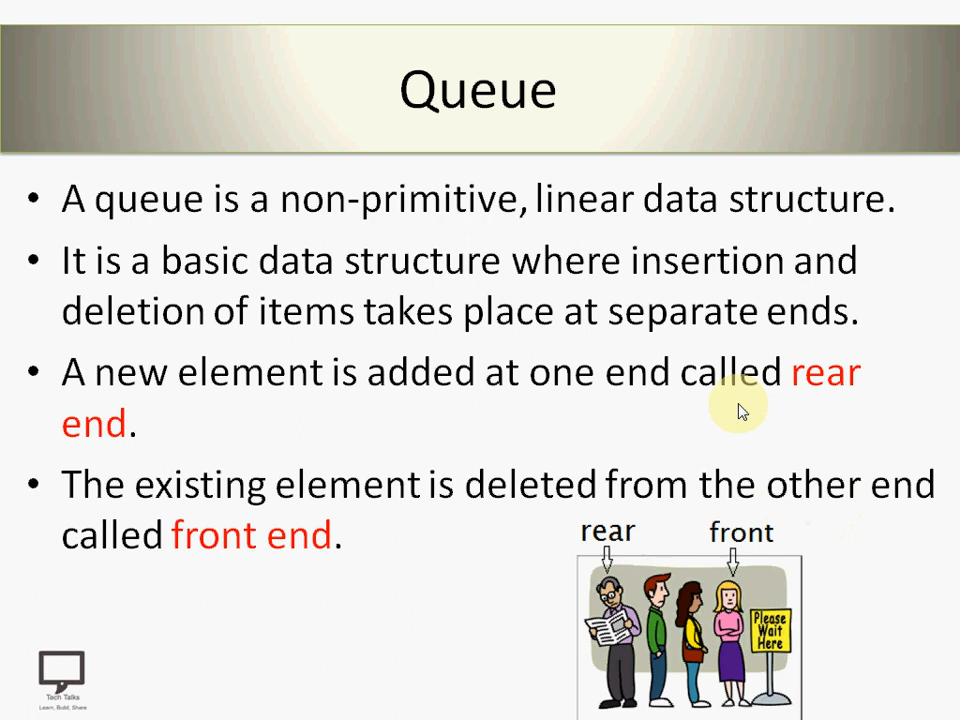 Queue
• A queue is a non-primitive, linear data structure.
• It is a basic data structure where insertion and
deletion of items takes place at separate ends.
• A new element is added at one end called rear
end.
• The existing element is deleted from the other end
called front end.
rear front
Please
Wait
Here
Tech Talks
Learn, Build, Share